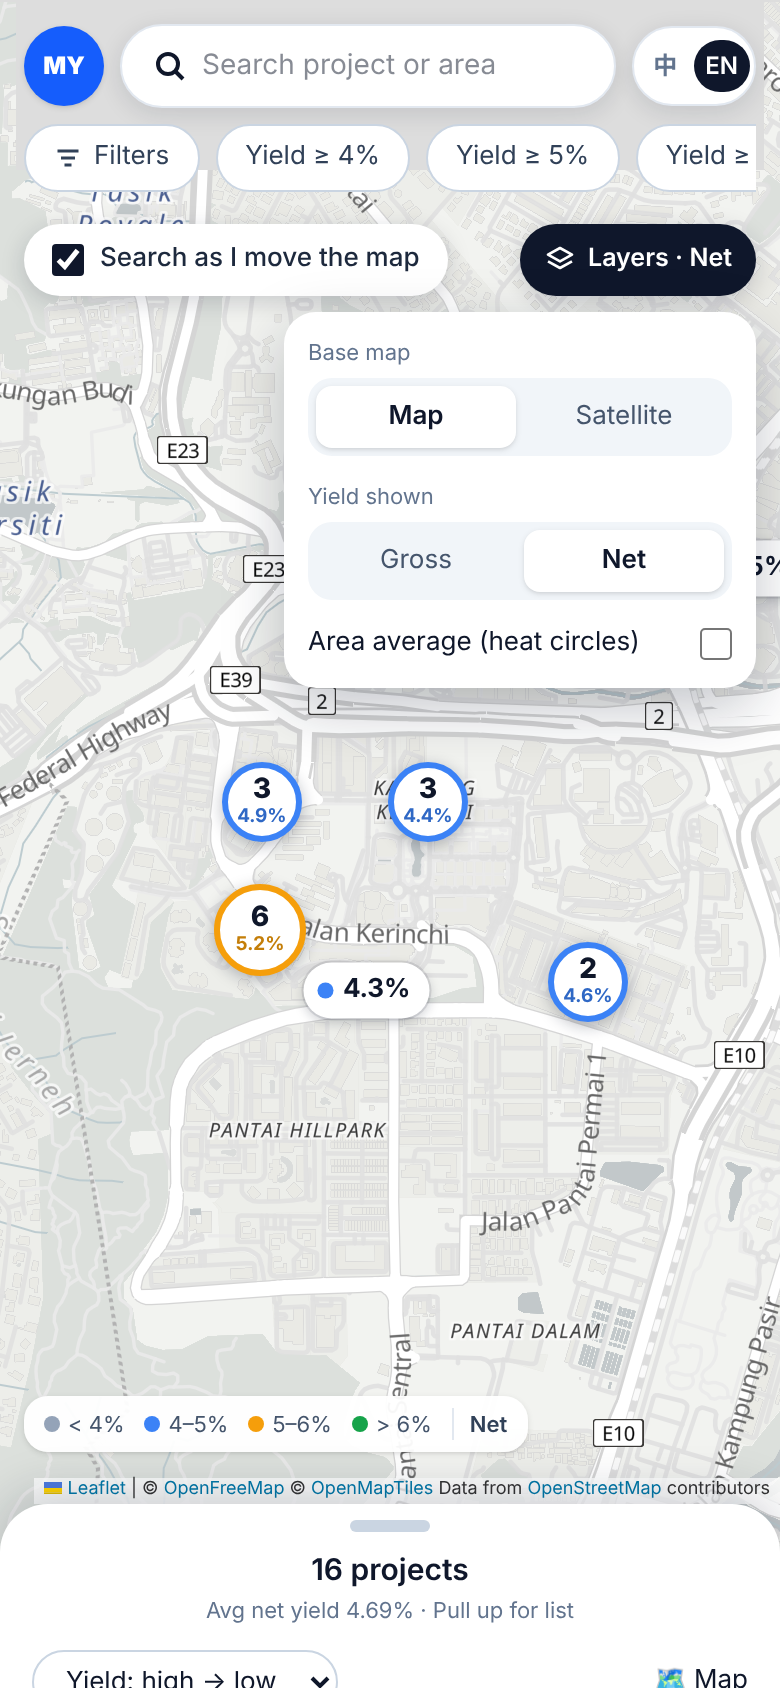 MY
Search project or area
中 EN
Filters
Yield ≥ 4%
Yield ≥ 5%
Yield ≥
Tasik
Royale
Search as I move the map
Layers · Net
Base map
Map
Satellite
Yield shown
Gross
Net
Area average (heat circles)
E23
E23
5%
E39
2
2
Federal Highway
3
4.9%
3
4.4%
6
5.2%
Jalan Kerinchi
4.3%
2
4.6%
E10
PANTAI HILLPARK
Jalan Pantai Permai 1
PANTAI DALAM
Kampung Pasir
< 4%
4–5%
5–6%
> 6%
Net
E10
Leaflet | © OpenFreeMap © OpenMapTiles Data from OpenStreetMap contributors
16 projects
Avg net yield 4.69% · Pull up for list
Yield: high → low
Map